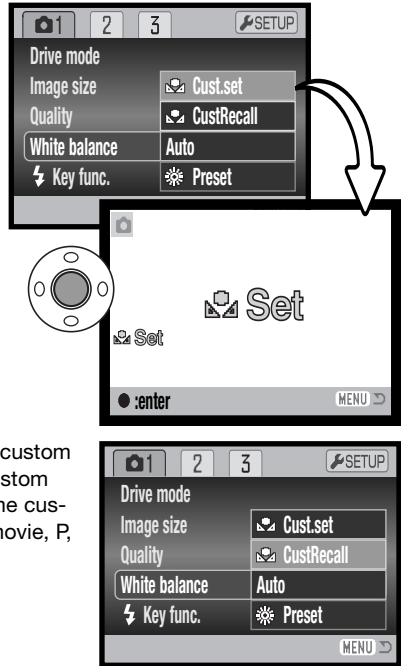 1 2 3 SETUP
Drive mode
Image size Cust.set
Quality CustRecall
White balance Auto
Key func. Preset
Set
Set
:enter MENU
custom
stom
ne cus-
novie, P,
1 2 3 SETUP
Drive mode
Image size Cust.set
Quality CustRecall
White balance Auto
Key func. Preset
MENU